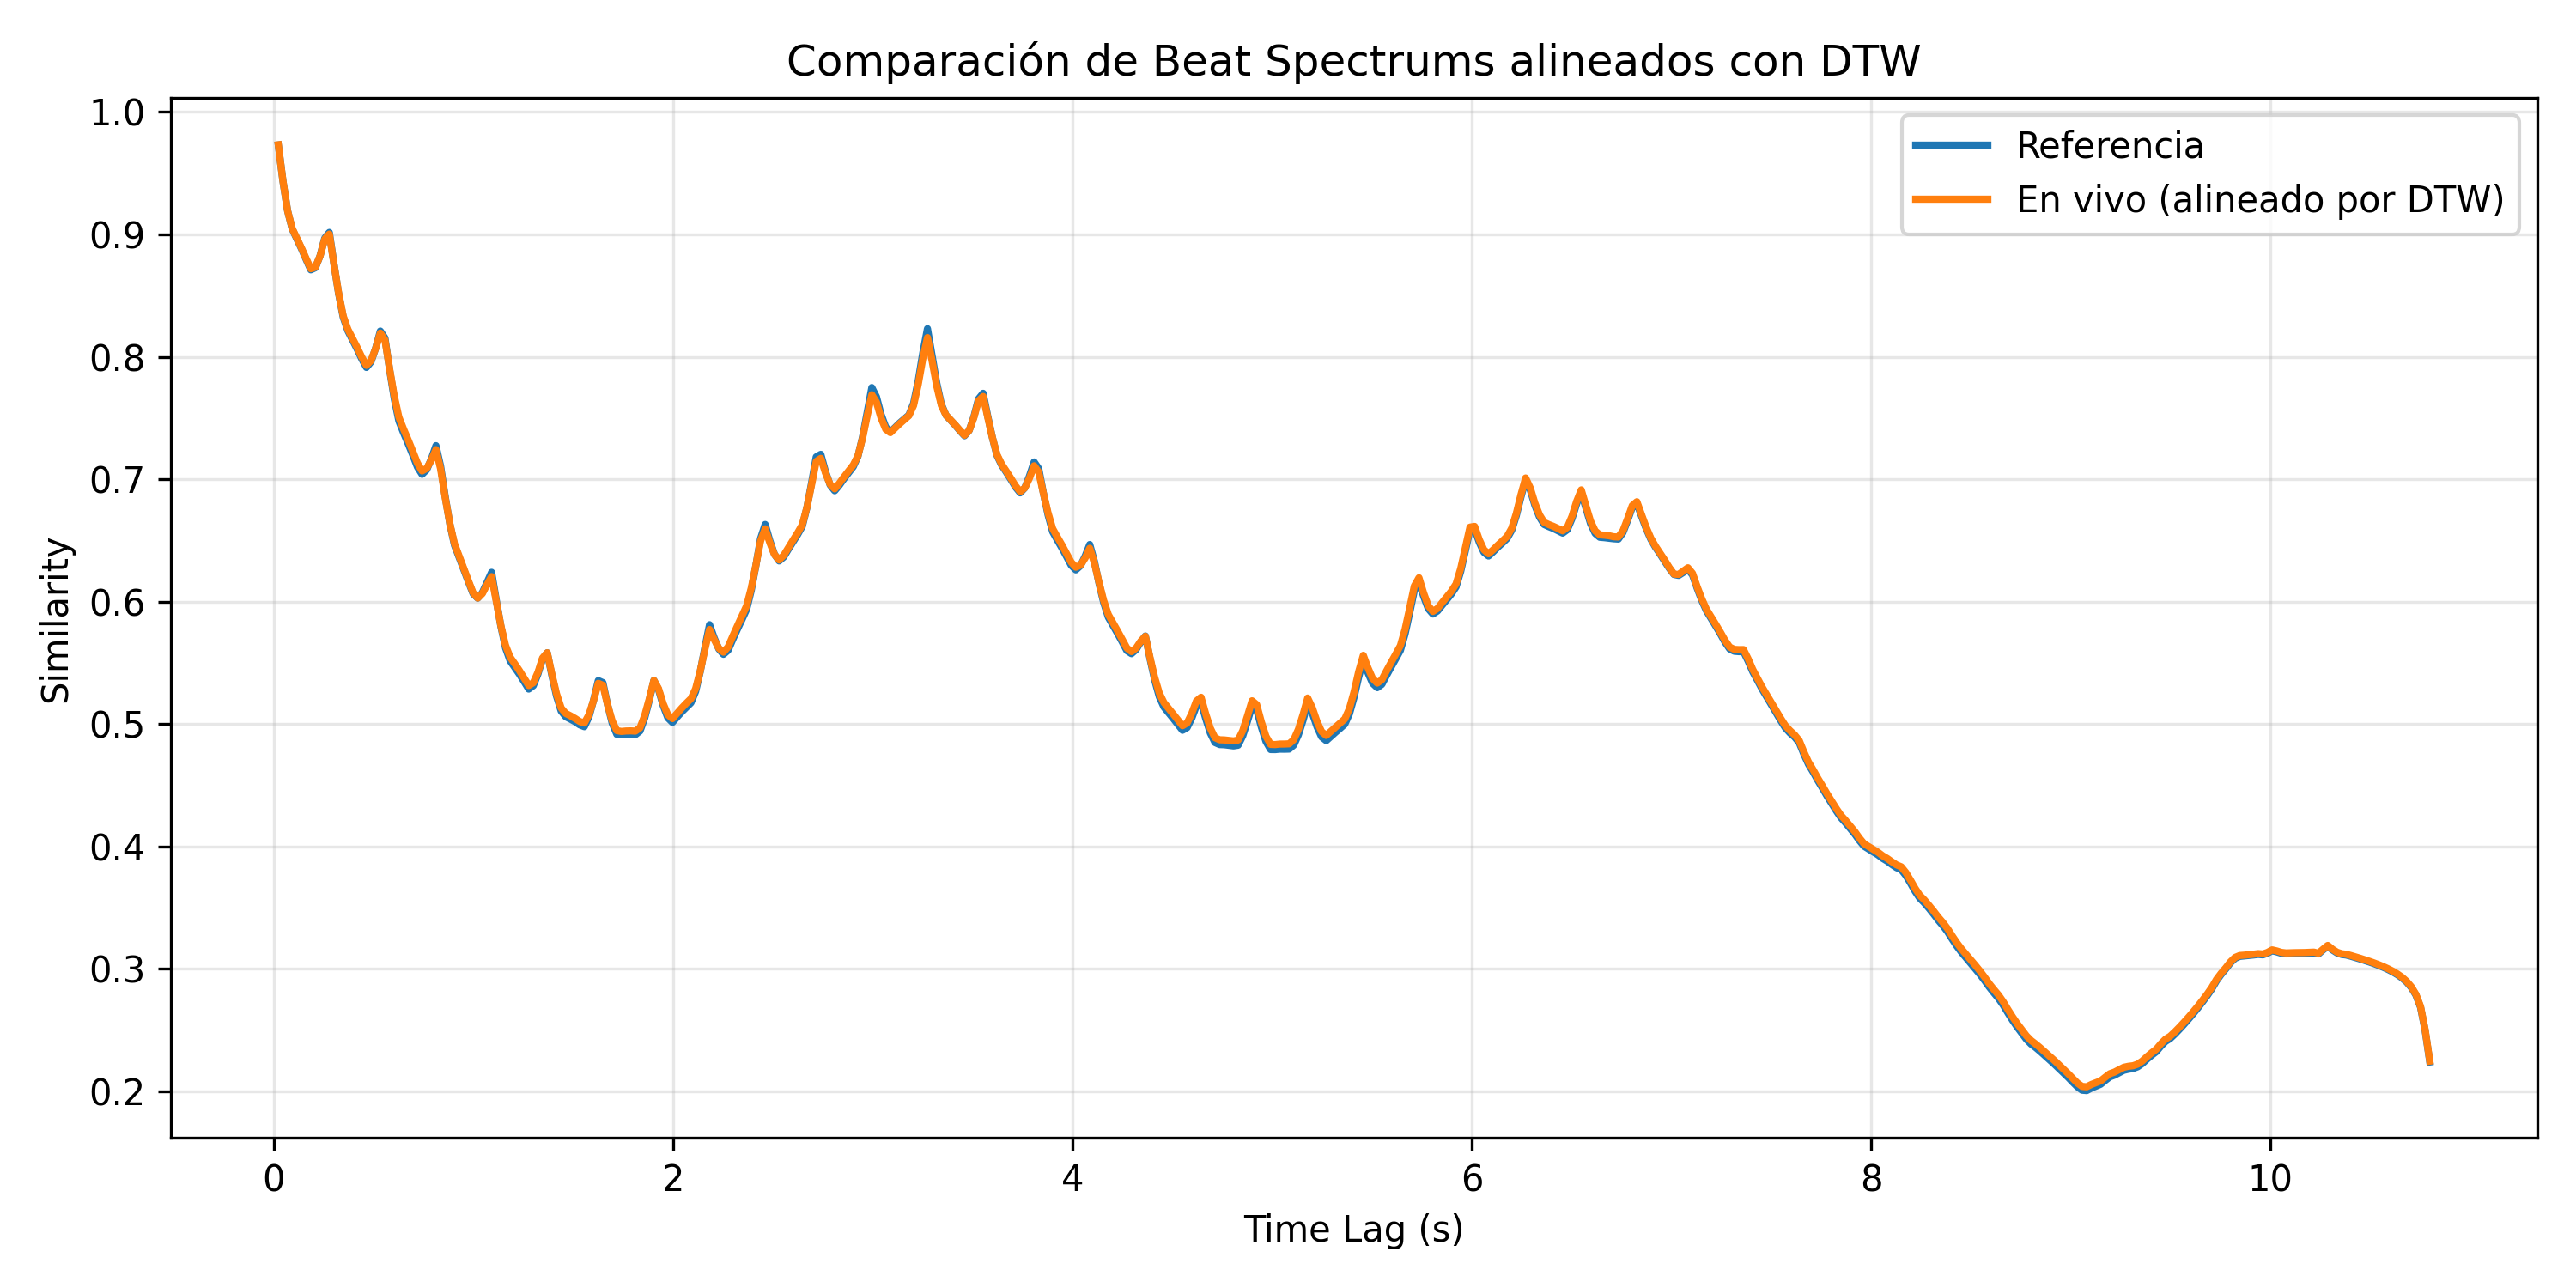 Comparación de Beat Spectrums alineados con DTW
Referencia
En vivo (alineado por DTW)
Similarity
1.0
0.9
0.8
0.7
0.6
0.5
0.4
0.3
0.2
0 2 4 6 8 10
Time Lag (s)